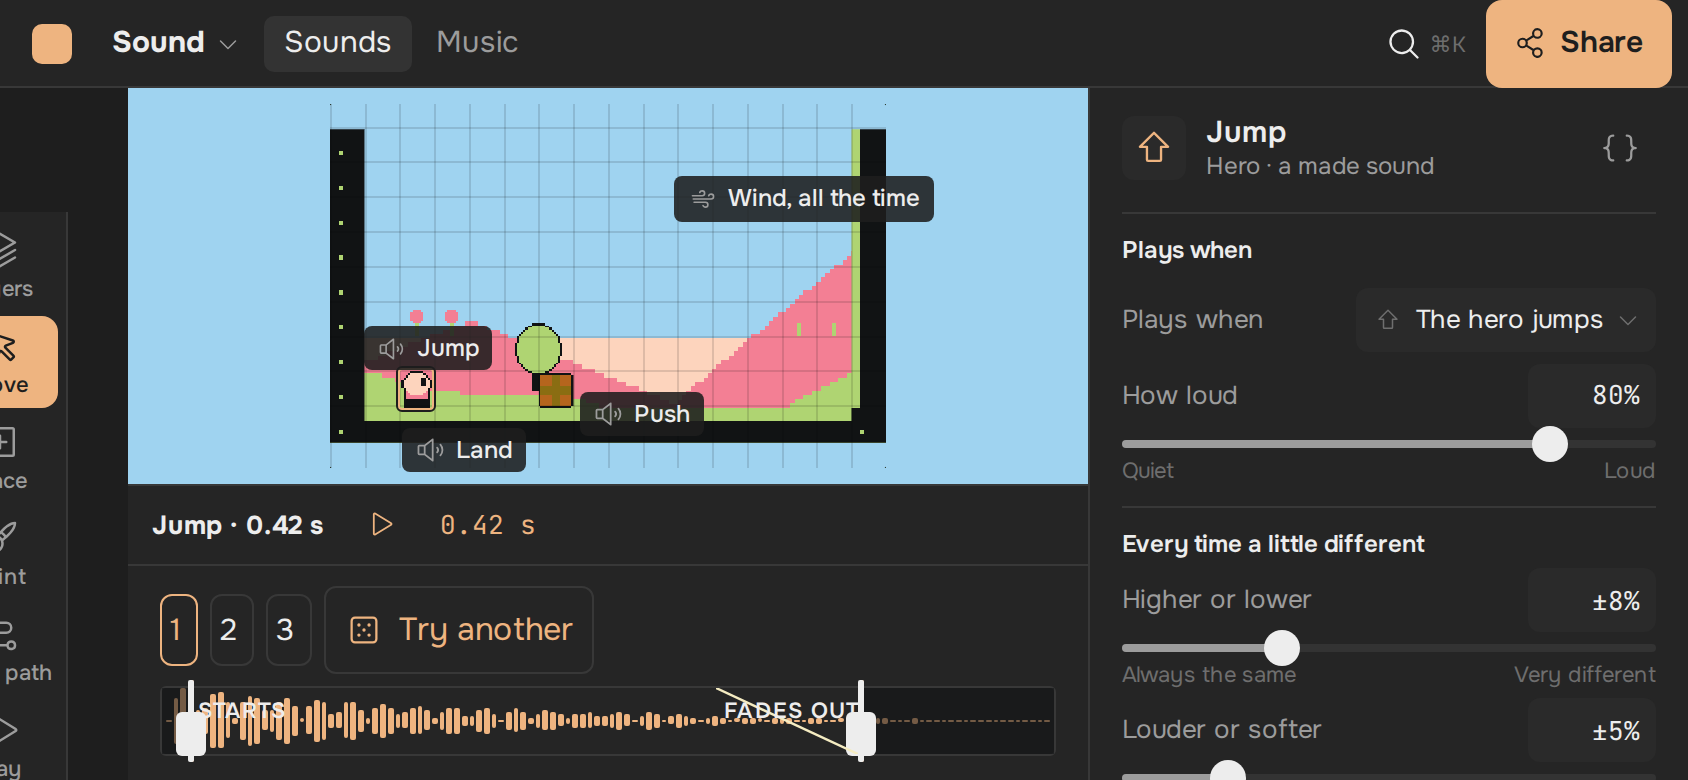 Sound
Sounds
Music
⌘K
Share
Jump
Hero · a made sound
{ }
Wind, all the time
Jump
Push
Land
Plays when
Plays when
The hero jumps
How loud
80%
Quiet
Loud
Jump · 0.42 s
0.42 s
1
2
3
Try another
STARTS
FADES OUT
Every time a little different
Higher or lower
±8%
Always the same
Very different
Louder or softer
±5%
ers
ove
ce
int
path
ay